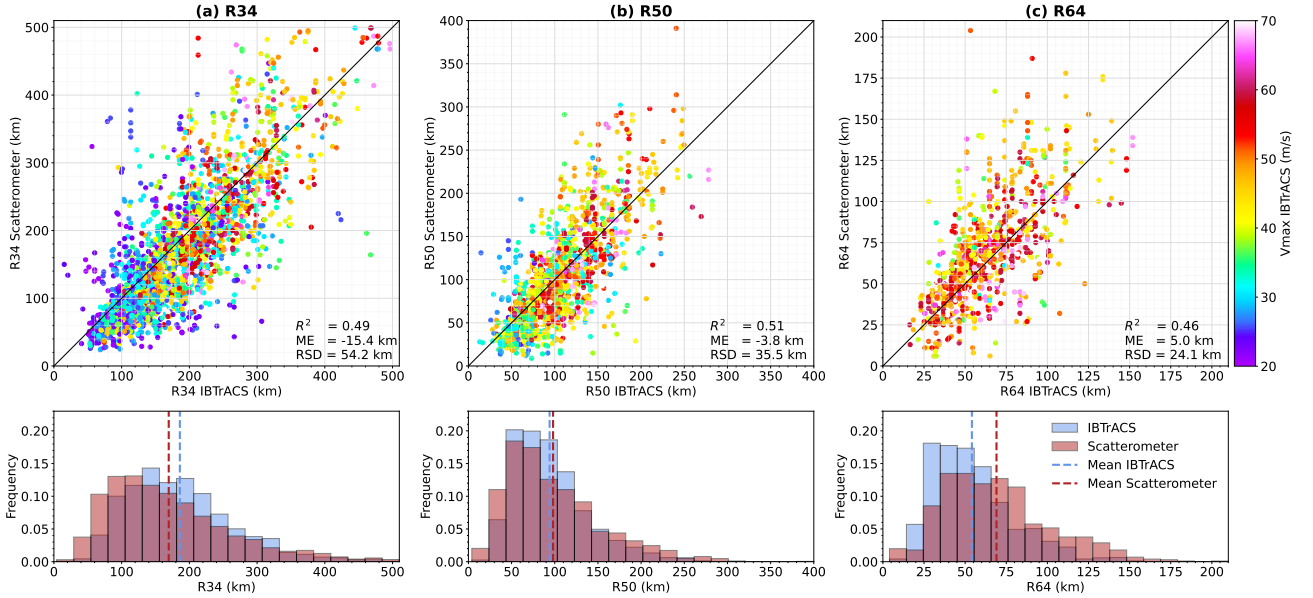 (a) R34
(b) R50
(c) R64
R34 Scatterometer (km)
500
400
300
200
100
0
R² = 0.49
ME = -15.4 km
RSD = 54.2 km
0 100 200 300 400 500
R34 IBTrACS (km)
R50 Scatterometer (km)
400
350
300
250
200
150
100
50
0
R² = 0.51
ME = -3.8 km
RSD = 35.5 km
0 50 100 150 200 250 300 350 400
R50 IBTrACS (km)
R64 Scatterometer (km)
200
175
150
125
100
75
50
25
0
R² = 0.46
ME = 5.0 km
RSD = 24.1 km
0 25 50 75 100 125 150 175 200
R64 IBTrACS (km)
70
60
50
40
30
20
Vmax IBTrACS (m/s)
Frequency
0.20
0.15
0.10
0.05
0.00
0 100 200 300 400 500
R34 (km)
Frequency
0.20
0.15
0.10
0.05
0.00
0 50 100 150 200 250 300 350 400
R50 (km)
Frequency
0.20
0.15
0.10
0.05
0.00
0 25 50 75 100 125 150 175 200
R64 (km)
IBTrACS
Scatterometer
Mean IBTrACS
Mean Scatterometer